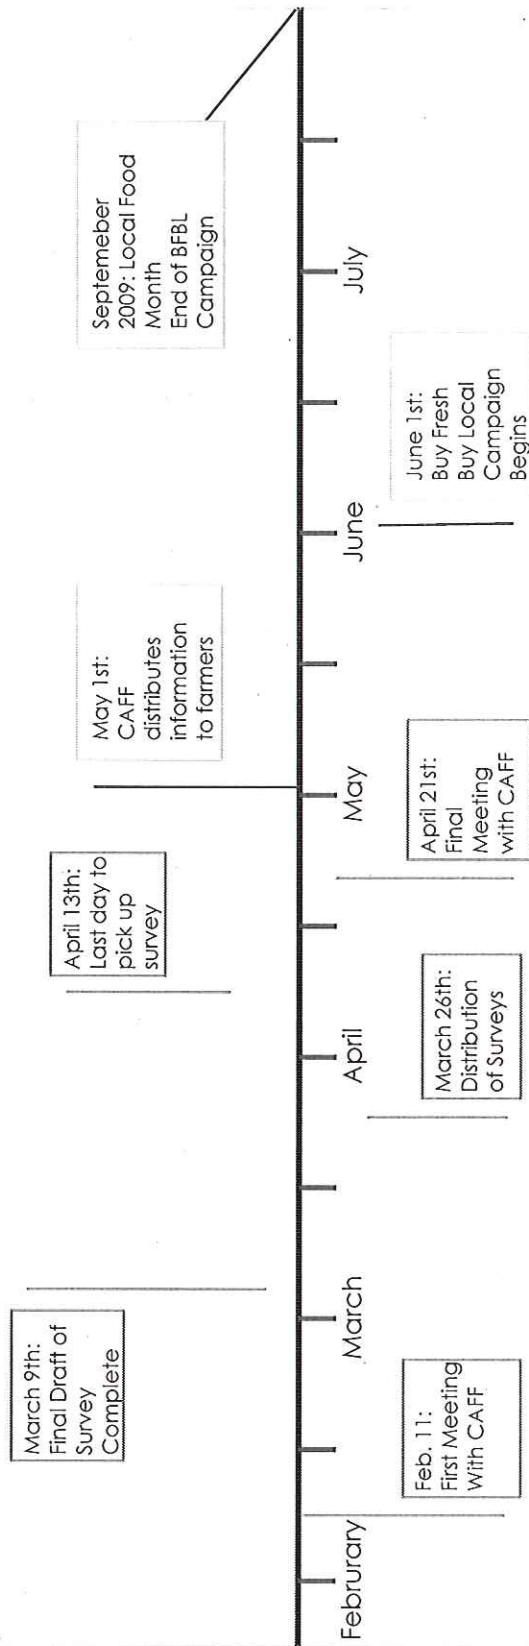 March 9th:
Final Draft of
Survey
Complete
April 13th:
Last day to
pick up
survey
May 1st:
CAFF
distributes
information
to farmers
Septemeber
2009: Local Food
Month
End of BFBL
Campaign
Februrary
March
April
May
June
July
Feb. 11:
First Meeting
With CAFF
March 26th:
Distribution
of Surveys
April 21st:
Final
Meeting
with CAFF
June 1st:
Buy Fresh
Buy Local
Campaign
Begins